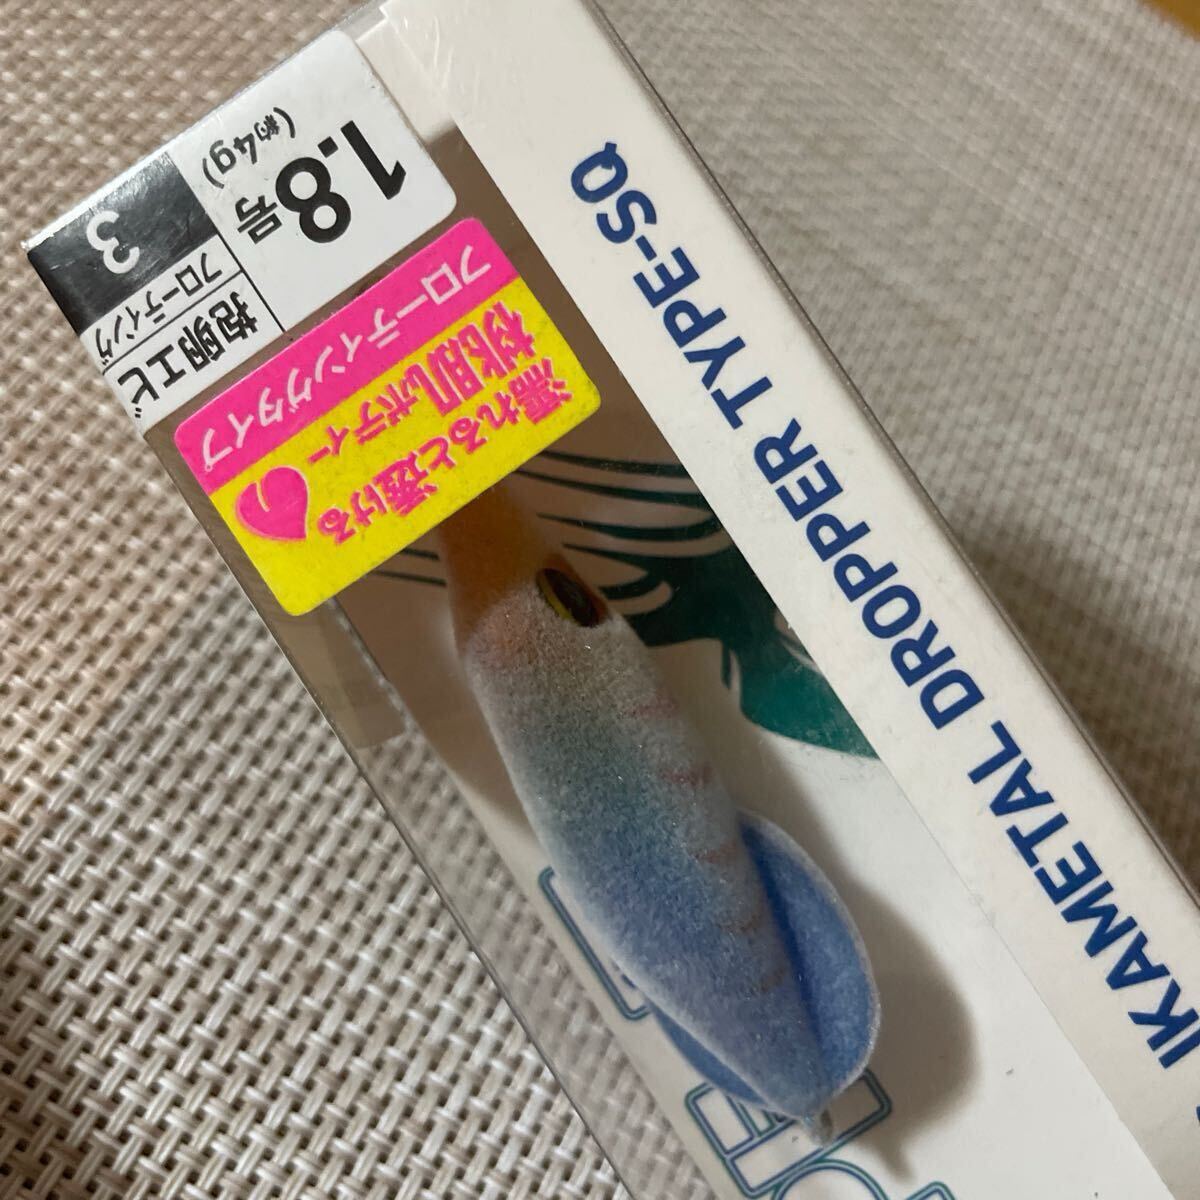 1.8号
(約4g)
抱卵エビ
フローティング
3
濡れると透ける
桃肌ボディー
フローティングタイプ
IKAMETAL DROPPER TYPE-SQ